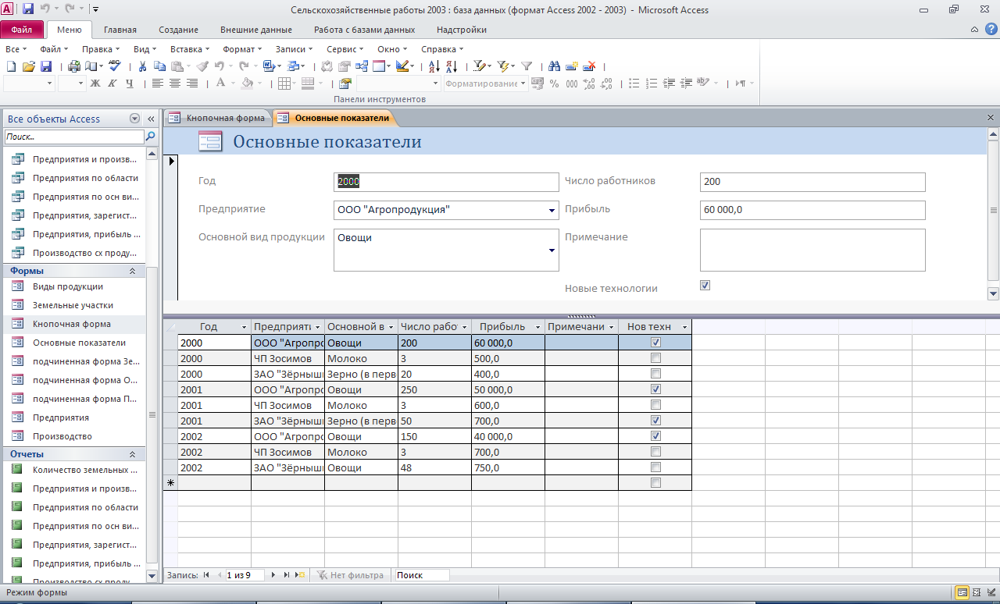 Сельскохозяйственные работы 2003 : база данных (формат Access 2002 - 2003) - Microsoft Access
Файл Меню Главная Создание Внешние данные Работа с базами данных Надстройки
Все Файл Правка Вид Вставка Формат Записи Сервис Окно Справка
Ж К Ч A Форматирование % 000
Панели инструментов
Все объекты Access «
Поиск...
Предприятия и произв...
Предприятия по области
Предприятия по осн ви...
Предприятия, зарегист...
Предприятия, прибыль ...
Производство сх проду...
Формы
Виды продукции
Земельные участки
Кнопочная форма
Основные показатели
подчиненная форма Зе...
подчиненная форма О...
подчиненная форма П...
Предприятия
Производство
Отчеты
Количество земельных ...
Предприятия и произв...
Предприятия по области
Предприятия по осн ви...
Предприятия, зарегист...
Предприятия, прибыль ...
Производство сх проду...
Кнопочная форма Основные показатели
Основные показатели
Год 2000 Число работников 200
Предприятие ООО "Агропродукция" Прибыль 60 000,0
Основной вид продукции Овощи Примечание
Новые технологии
Год Предприяти Основной в Число рабо Прибыль Примечани Нов техн
2000 ООО "Агропро Овощи 200 60 000,0
2000 ЧП Зосимов Молоко 3 500,0
2000 ЗАО "Зёрнышк Зерно (в перв 20 400,0
2001 ООО "Агропро Овощи 250 50 000,0
2001 ЧП Зосимов Молоко 3 600,0
2001 ЗАО "Зёрнышк Зерно (в перв 50 700,0
2002 ООО "Агропро Овощи 150 40 000,0
2002 ЧП Зосимов Молоко 3 700,0
2002 ЗАО "Зёрнышк Овощи 48 750,0
Запись: 1 из 9 Нет фильтра Поиск
Режим формы